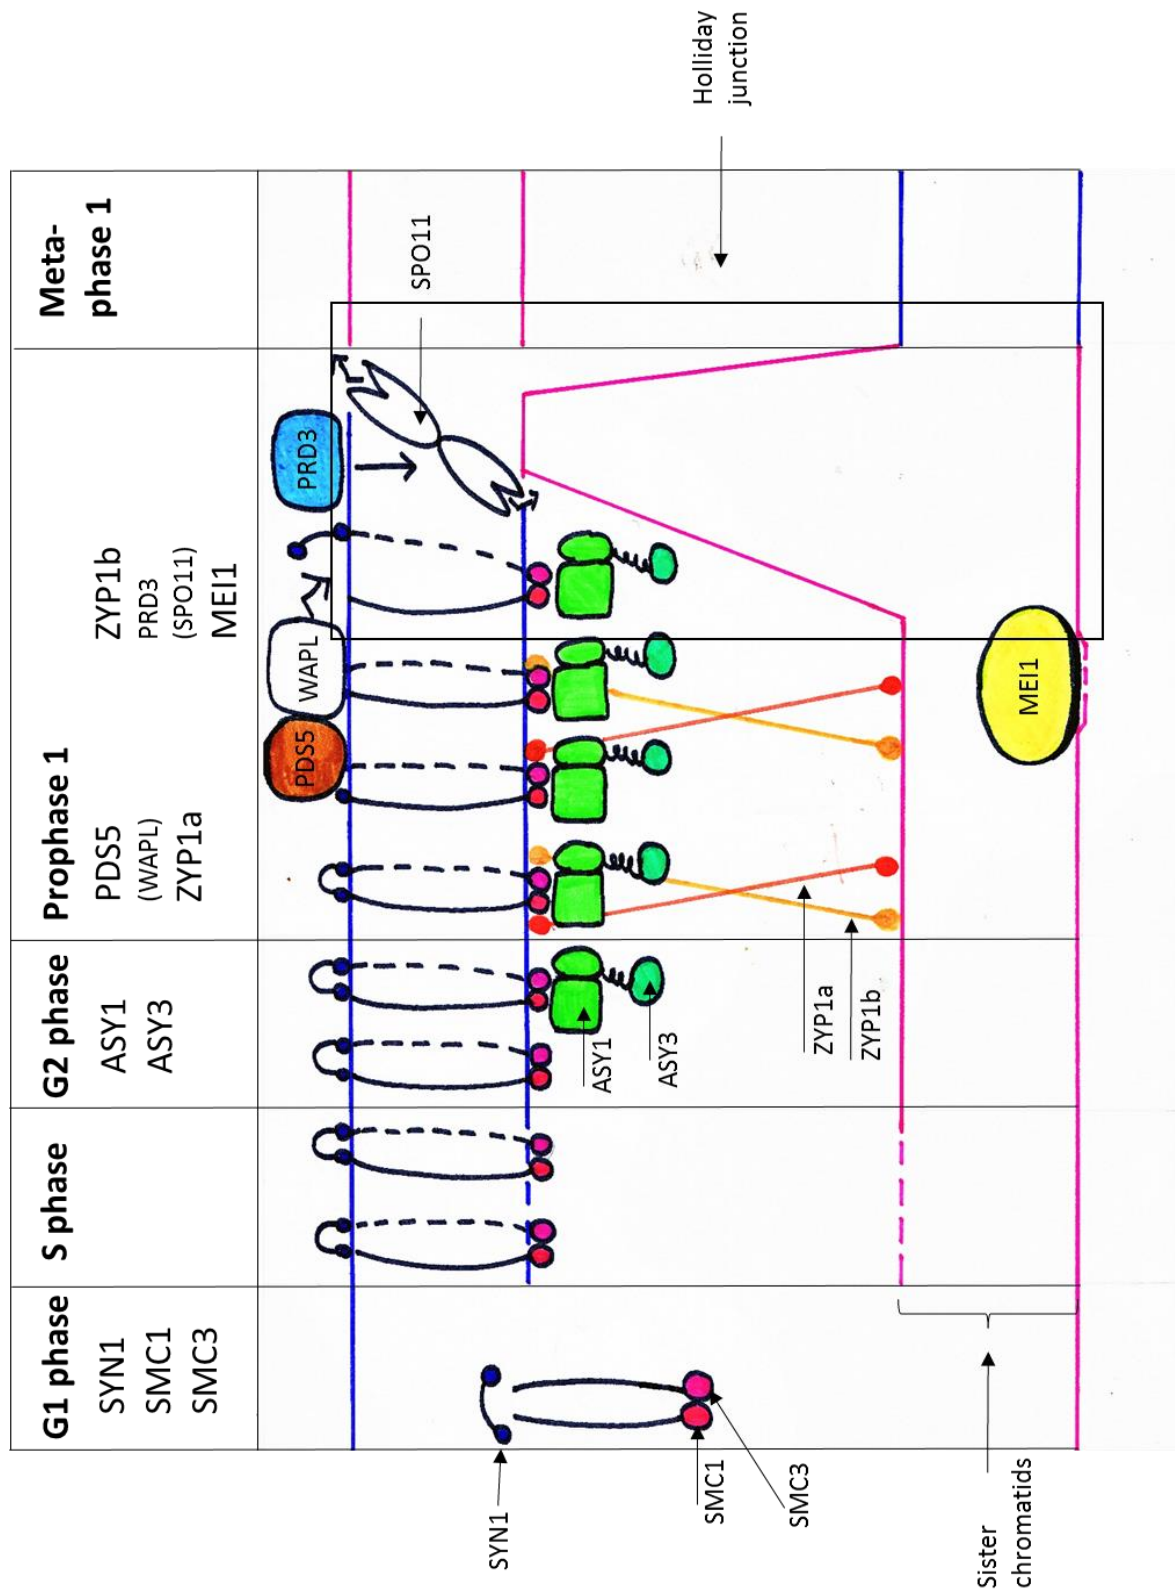 G1 phase
SYN1
SMC1
SMC3
S phase
G2 phase
ASY1
ASY3
Prophase 1
PDS5
(WAPL)
ZYP1a
ZYP1b
PRD3
(SPO11)
MEI1
Meta-
phase 1
PDS5
WAPL
PRD3
SPO11
SYN1
SMC1
SMC3
ASY1
ASY3
ZYP1a
ZYP1b
MEI1
Sister
chromatids
Holliday
junction